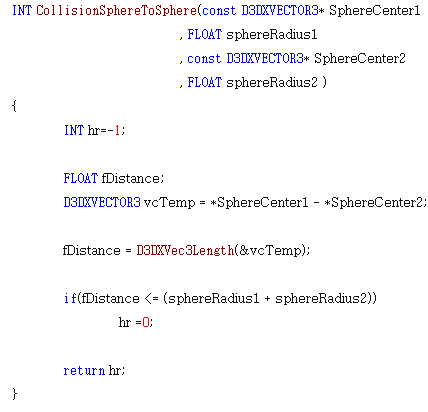 INT CollisionSphereToSphere(const D3DXVECTOR3* SphereCenter1
, FLOAT sphereRadius1
, const D3DXVECTOR3* SphereCenter2
, FLOAT sphereRadius2 )
{
INT hr=-1;
FLOAT fDistance;
D3DXVECTOR3 vcTemp = *SphereCenter1 - *SphereCenter2;
fDistance = D3DXVec3Length(&vcTemp);
if(fDistance <= (sphereRadius1 + sphereRadius2))
hr =0;
return hr;
}